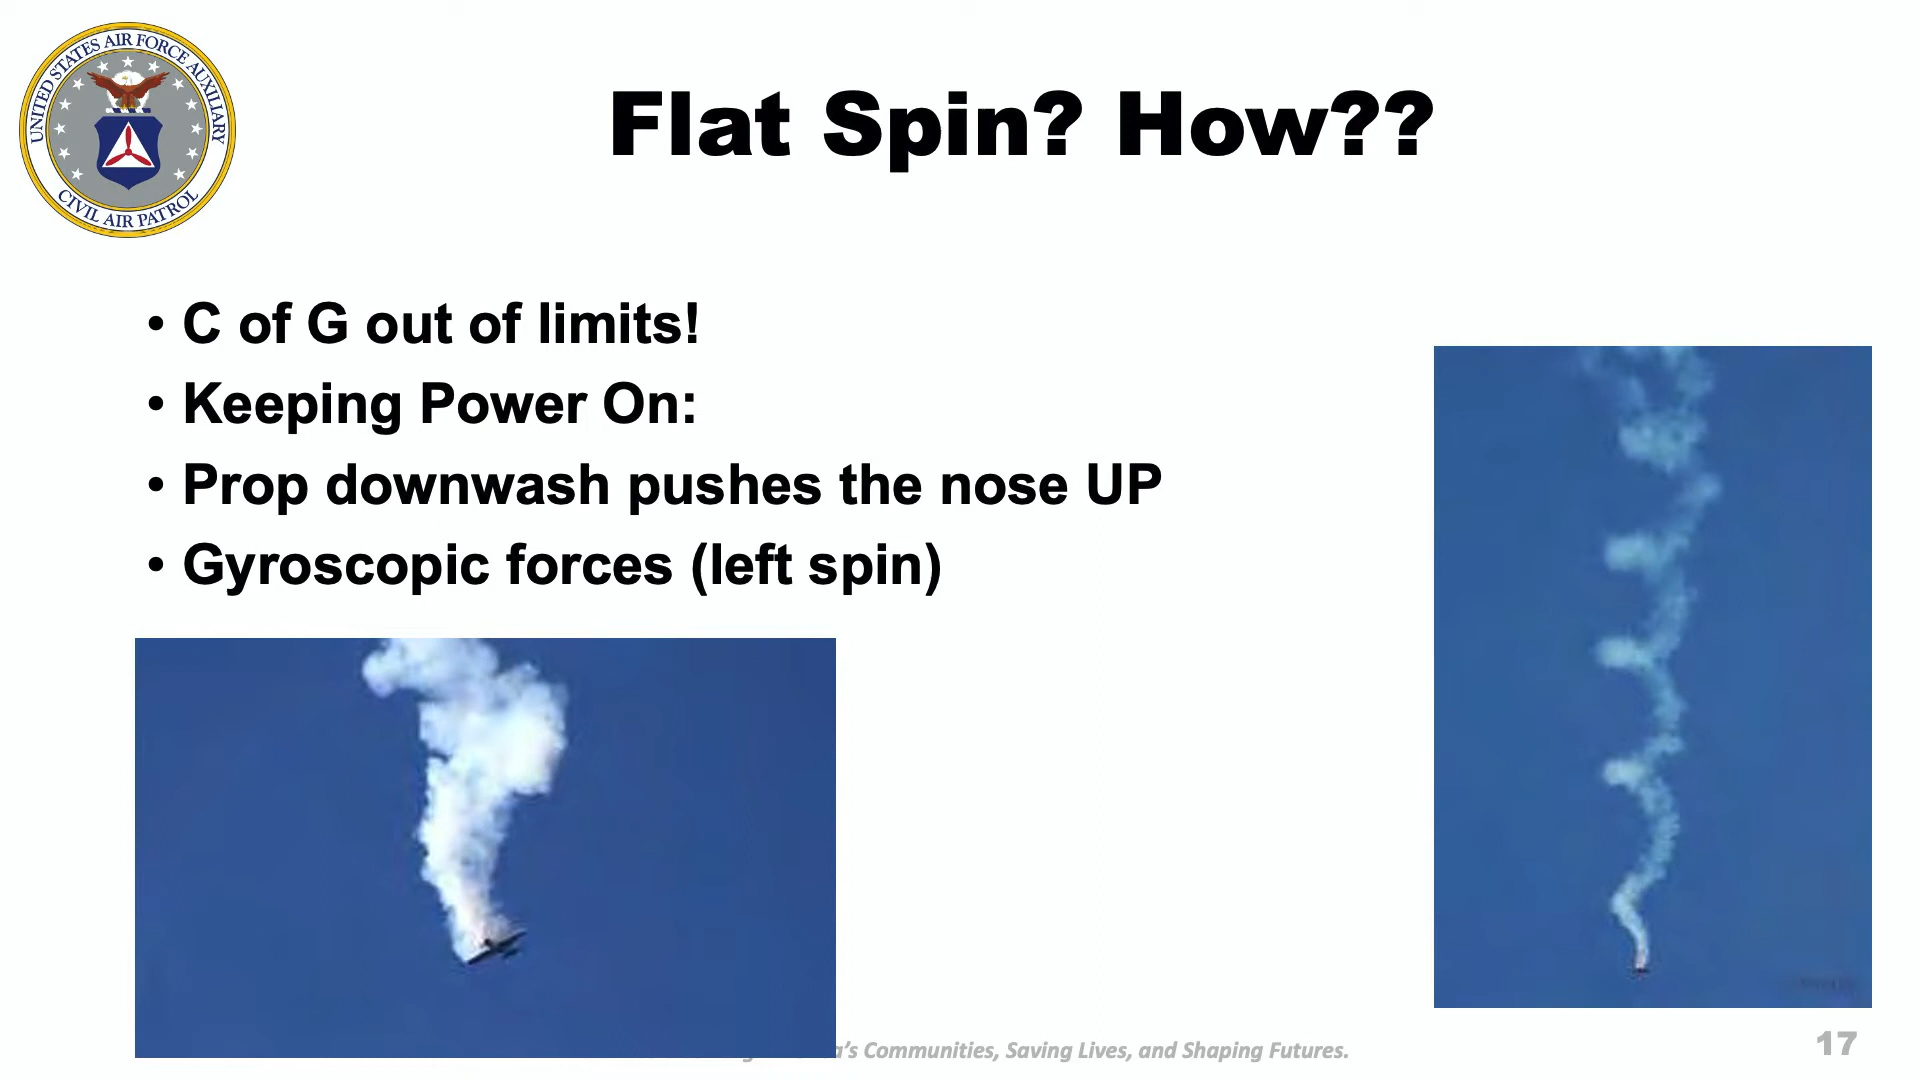 UNITED STATES AIR FORCE AUXILIARY
CIVIL AIR PATROL
Flat Spin? How??
• C of G out of limits!
• Keeping Power On:
• Prop downwash pushes the nose UP
• Gyroscopic forces (left spin)
Communities, Saving Lives, and Shaping Futures.
17